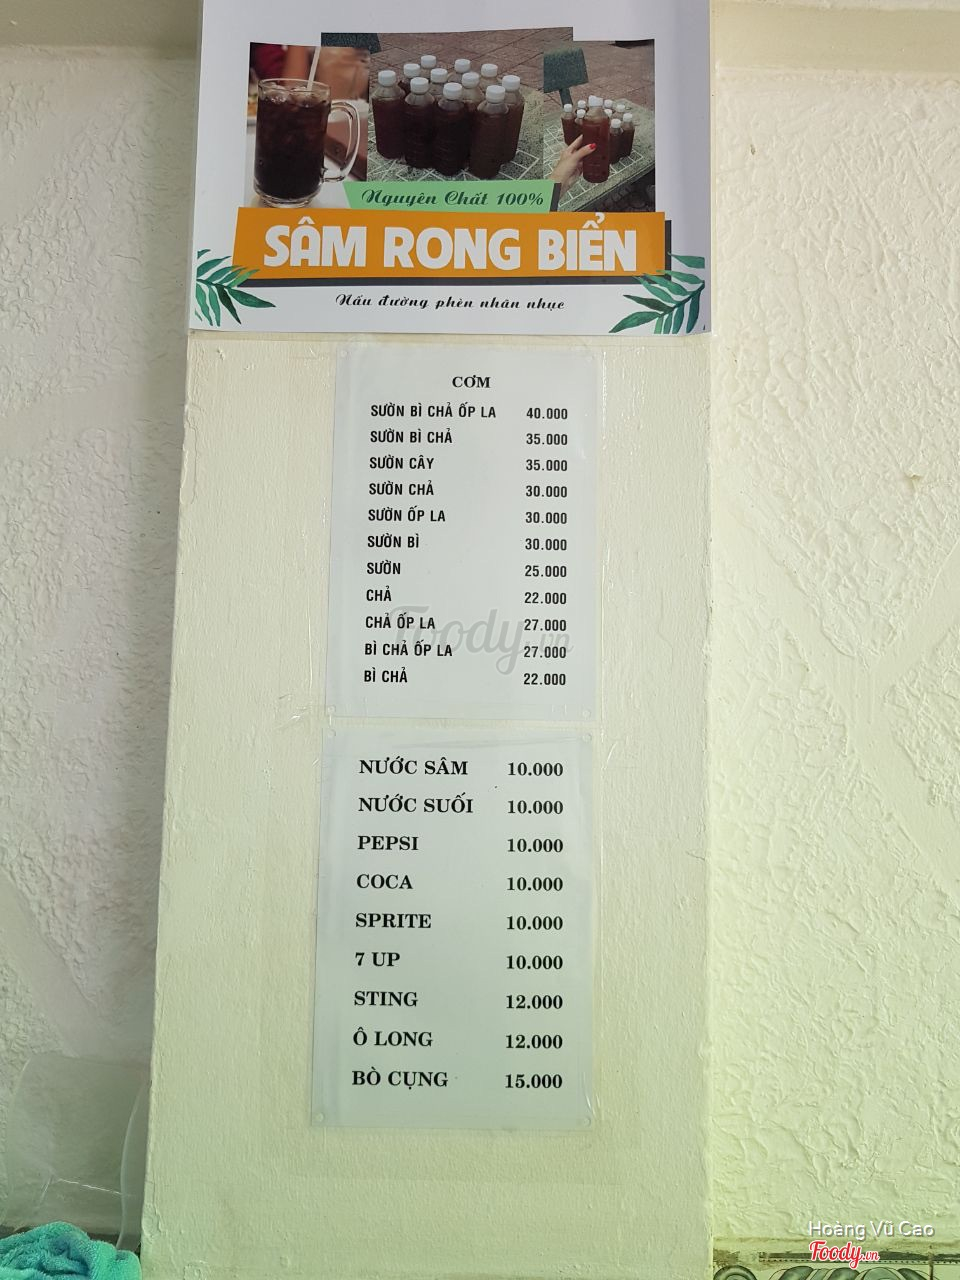 Nguyên Chất 100%
SÂM RONG BIỂN
Nấu đường phèn nhân nhục
CƠM
SƯỜN BÌ CHẢ ỐP LA 40.000
SƯỜN BÌ CHẢ 35.000
SƯỜN CÂY 35.000
SƯỜN CHẢ 30.000
SƯỜN ỐP LA 30.000
SƯỜN BÌ 30.000
SƯỜN 25.000
CHẢ 22.000
CHẢ ỐP LA 27.000
BÌ CHẢ ỐP LA 27.000
BÌ CHẢ 22.000
Foody.vn
NƯỚC SÂM 10.000
NƯỚC SUỐI 10.000
PEPSI 10.000
COCA 10.000
SPRITE 10.000
7 UP 10.000
STING 12.000
Ô LONG 12.000
BÒ CỤNG 15.000
Hoàng Vũ Cao
Foody.vn